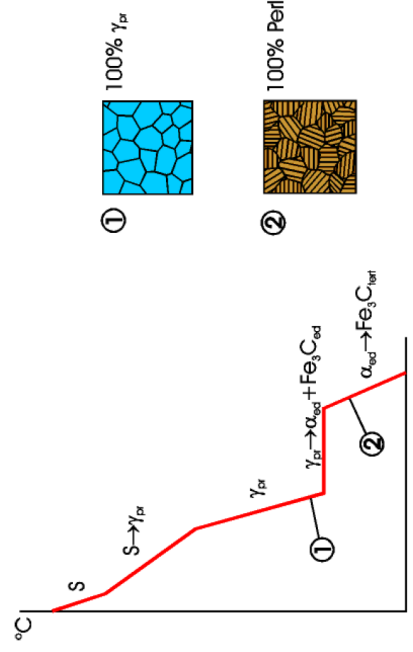 °C
S
S→γpr
γpr
γpr→αed+Fe3Ced
αed→Fe3Ctert
①
②
① 100% γpr
② 100% Perl